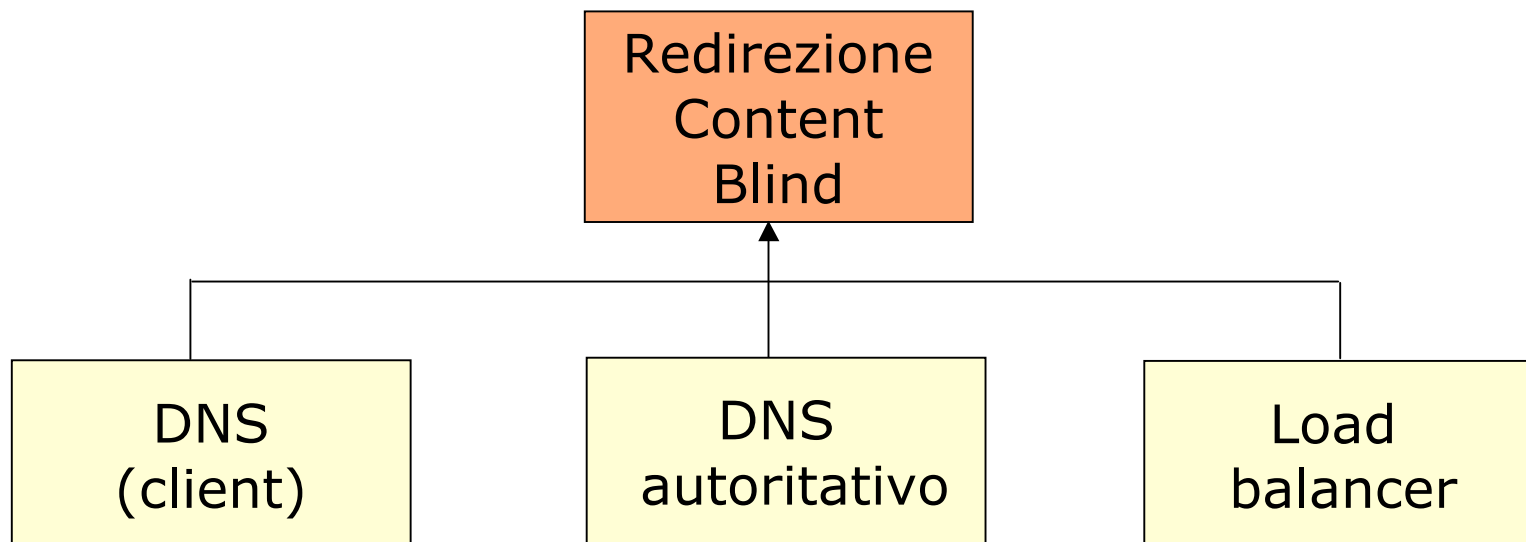 Redirezione
Content
Blind
DNS
(client)
DNS
autoritativo
Load
balancer